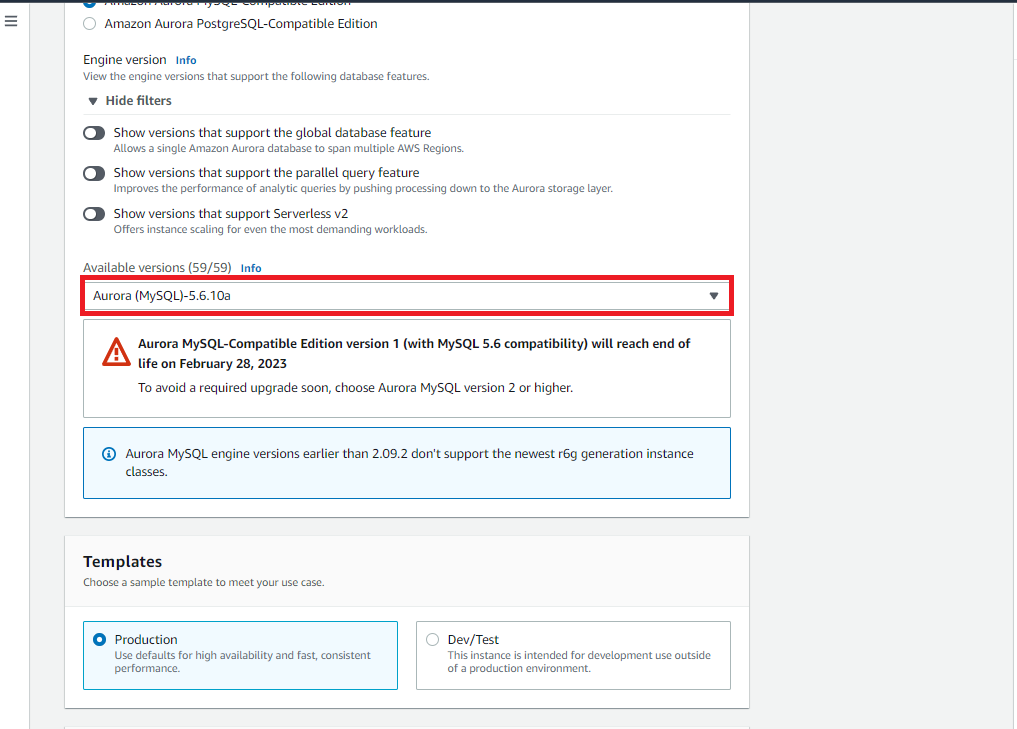 Amazon Aurora MySQL-Compatible Edition
Amazon Aurora PostgreSQL-Compatible Edition
Engine version Info
View the engine versions that support the following database features.
Hide filters
Show versions that support the global database feature
Allows a single Amazon Aurora database to span multiple AWS Regions.
Show versions that support the parallel query feature
Improves the performance of analytic queries by pushing processing down to the Aurora storage layer.
Show versions that support Serverless v2
Offers instance scaling for even the most demanding workloads.
Available versions (59/59) Info
Aurora (MySQL)-5.6.10a
Aurora MySQL-Compatible Edition version 1 (with MySQL 5.6 compatibility) will reach end of
life on February 28, 2023
To avoid a required upgrade soon, choose Aurora MySQL version 2 or higher.
Aurora MySQL engine versions earlier than 2.09.2 don't support the newest r6g generation instance
classes.
Templates
Choose a sample template to meet your use case.
Production
Use defaults for high availability and fast, consistent
performance.
Dev/Test
This instance is intended for development use outside
of a production environment.